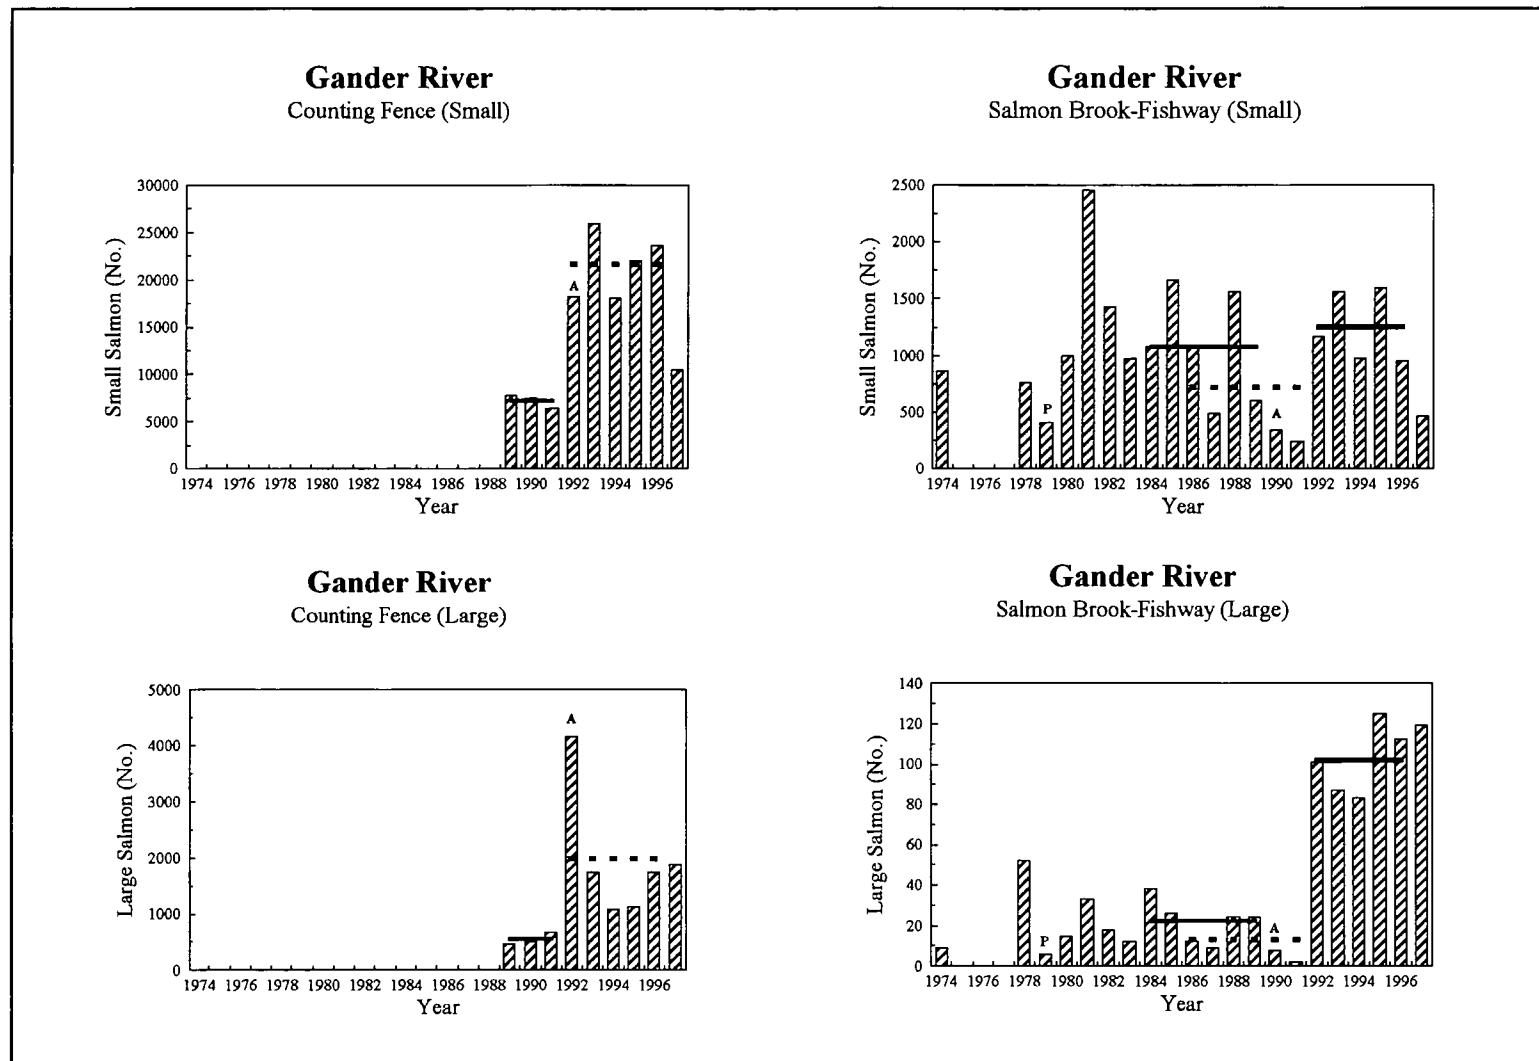 Gander River
Counting Fence (Small)
30000
25000
20000
15000
10000
5000
0
Small Salmon (No.)
A
1974 1976 1978 1980 1982 1984 1986 1988 1990 1992 1994 1996
Year
Gander River
Salmon Brook-Fishway (Small)
2500
2000
1500
1000
500
0
Small Salmon (No.)
P
A
1974 1976 1978 1980 1982 1984 1986 1988 1990 1992 1994 1996
Year
Gander River
Counting Fence (Large)
5000
4000
3000
2000
1000
0
Large Salmon (No.)
A
1974 1976 1978 1980 1982 1984 1986 1988 1990 1992 1994 1996
Year
Gander River
Salmon Brook-Fishway (Large)
140
120
100
80
60
40
20
0
Large Salmon (No.)
P
A
1974 1976 1978 1980 1982 1984 1986 1988 1990 1992 1994 1996
Year